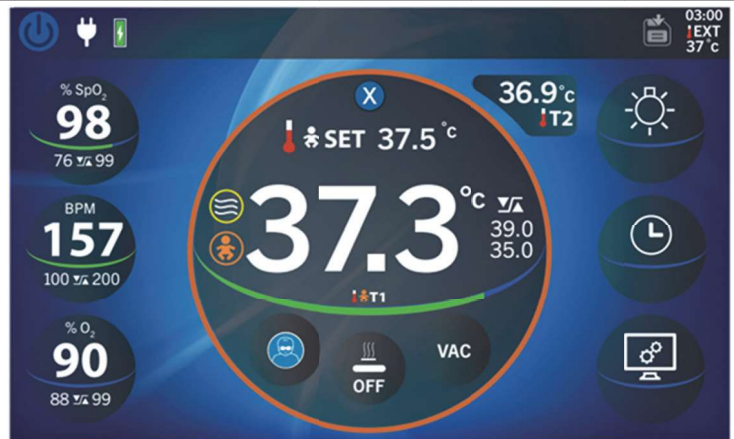 03:00
EXT
37°c
% SpO₂
98
76 99
BPM
157
100 200
% O₂
90
88 99
X
SET 37.5 °c
37.3 °c
39.0
35.0
T1
OFF
VAC
36.9°c
T2